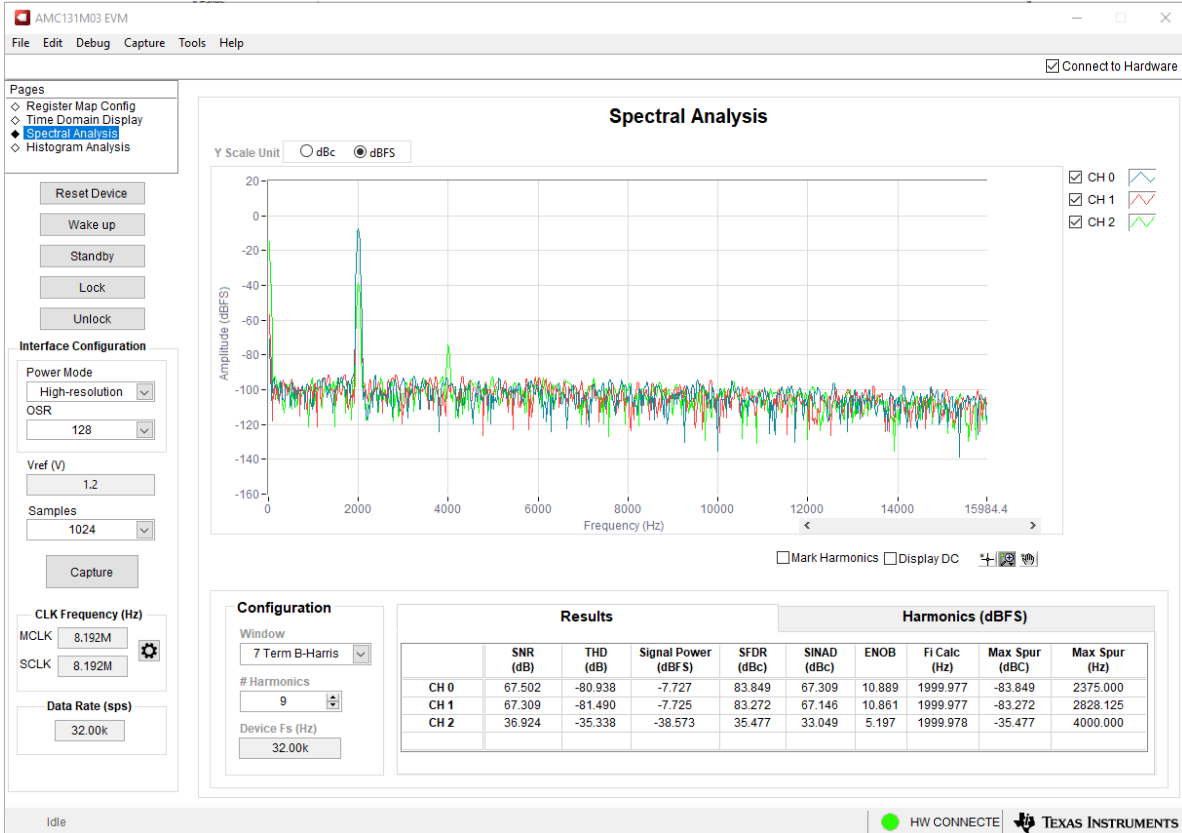 AMC131M03 EVM
File Edit Debug Capture Tools Help
Connect to Hardware
Pages
Register Map Config
Time Domain Display
Spectral Analysis
Histogram Analysis
Reset Device
Wake up
Standby
Lock
Unlock
Interface Configuration
Power Mode
High-resolution
OSR
128
Vref (V)
1.2
Samples
1024
Capture
CLK Frequency (Hz)
MCLK 8.192M
SCLK 8.192M
Data Rate (sps)
32.00k
Spectral Analysis
Y Scale Unit dBc dBFS
CH 0
CH 1
CH 2
Amplitude (dBFS)
20
0
-20
-40
-60
-80
-100
-120
-140
-160
0 2000 4000 6000 8000 10000 12000 14000 15984.4
Frequency (Hz)
Mark Harmonics Display DC
Configuration
Window
7 Term B-Harris
# Harmonics
9
Device Fs (Hz)
32.00k
Results Harmonics (dBFS)
SNR (dB) THD (dB) Signal Power (dBFS) SFDR (dBc) SINAD (dBc) ENOB Fi Calc (Hz) Max Spur (dBC) Max Spur (Hz)
CH 0 67.502 -80.938 -7.727 83.849 67.309 10.889 1999.977 -83.849 2375.000
CH 1 67.309 -81.490 -7.725 83.272 67.146 10.861 1999.977 -83.272 2828.125
CH 2 36.924 -35.338 -38.573 35.477 33.049 5.197 1999.978 -35.477 4000.000
Idle
HW CONNECTE
TEXAS INSTRUMENTS